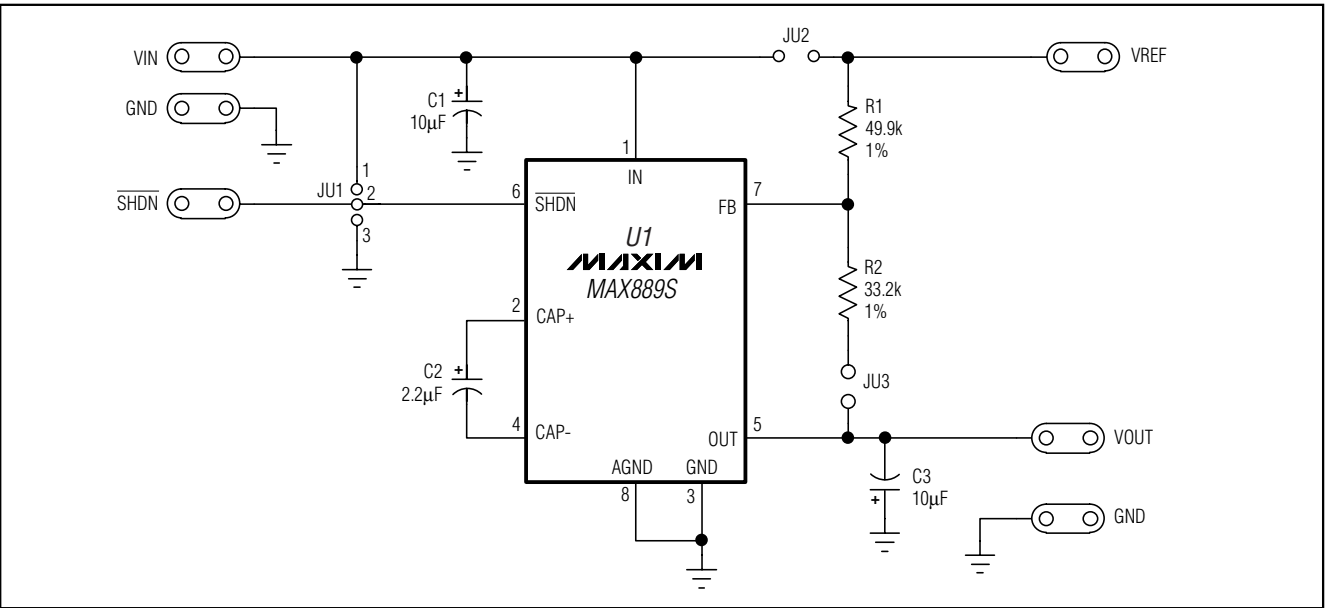 JU2
VIN
VREF
GND
C1
10µF
+
R1
49.9k
1%
1
IN
1
JU1
2
3
SHDN
6
SHDN
7
FB
U1
MAXIM
MAX889S
R2
33.2k
1%
2
CAP+
C2
2.2µF
+
4
CAP-
JU3
5
OUT
VOUT
AGND
GND
8
3
C3
10µF
+
GND